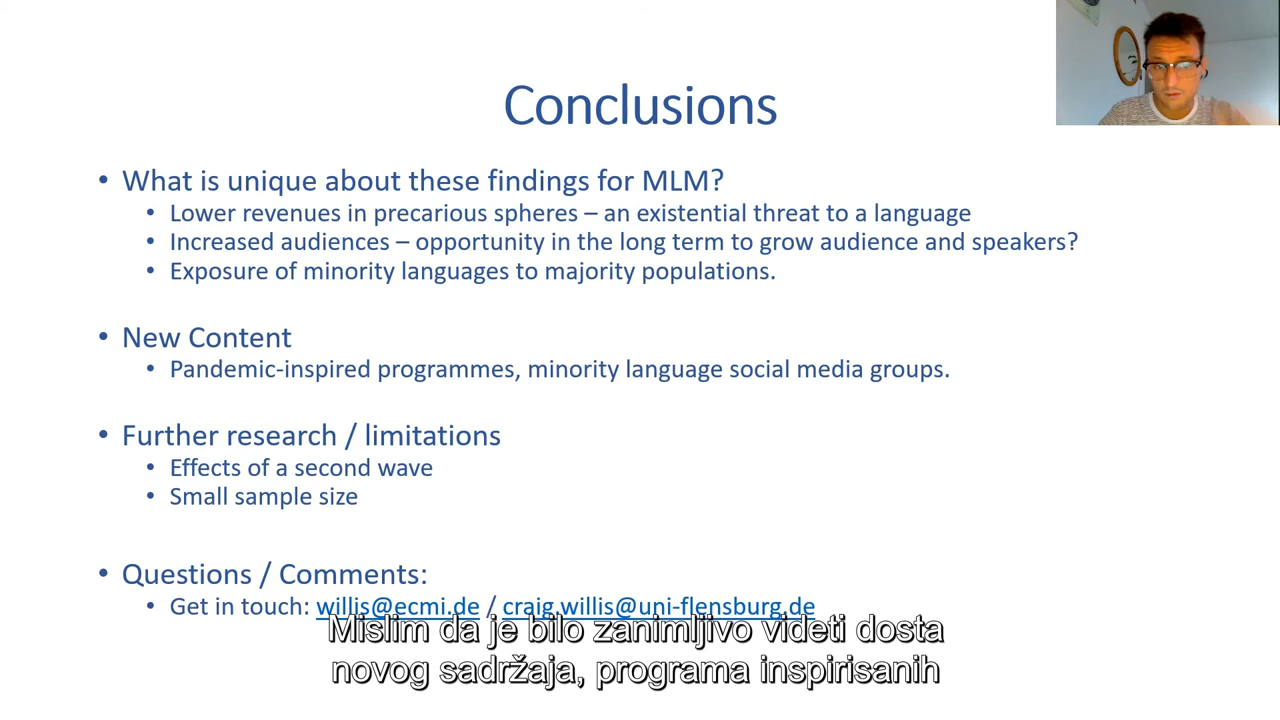 Conclusions
• What is unique about these findings for MLM?
• Lower revenues in precarious spheres – an existential threat to a language
• Increased audiences – opportunity in the long term to grow audience and speakers?
• Exposure of minority languages to majority populations.
• New Content
• Pandemic-inspired programmes, minority language social media groups.
• Further research / limitations
• Effects of a second wave
• Small sample size
• Questions / Comments:
• Get in touch: willis@ecmi.de / craig.willis@uni-flensburg.de
Mislim da je bilo zanimljivo videti dosta
novog sadržaja, programa inspirisanih